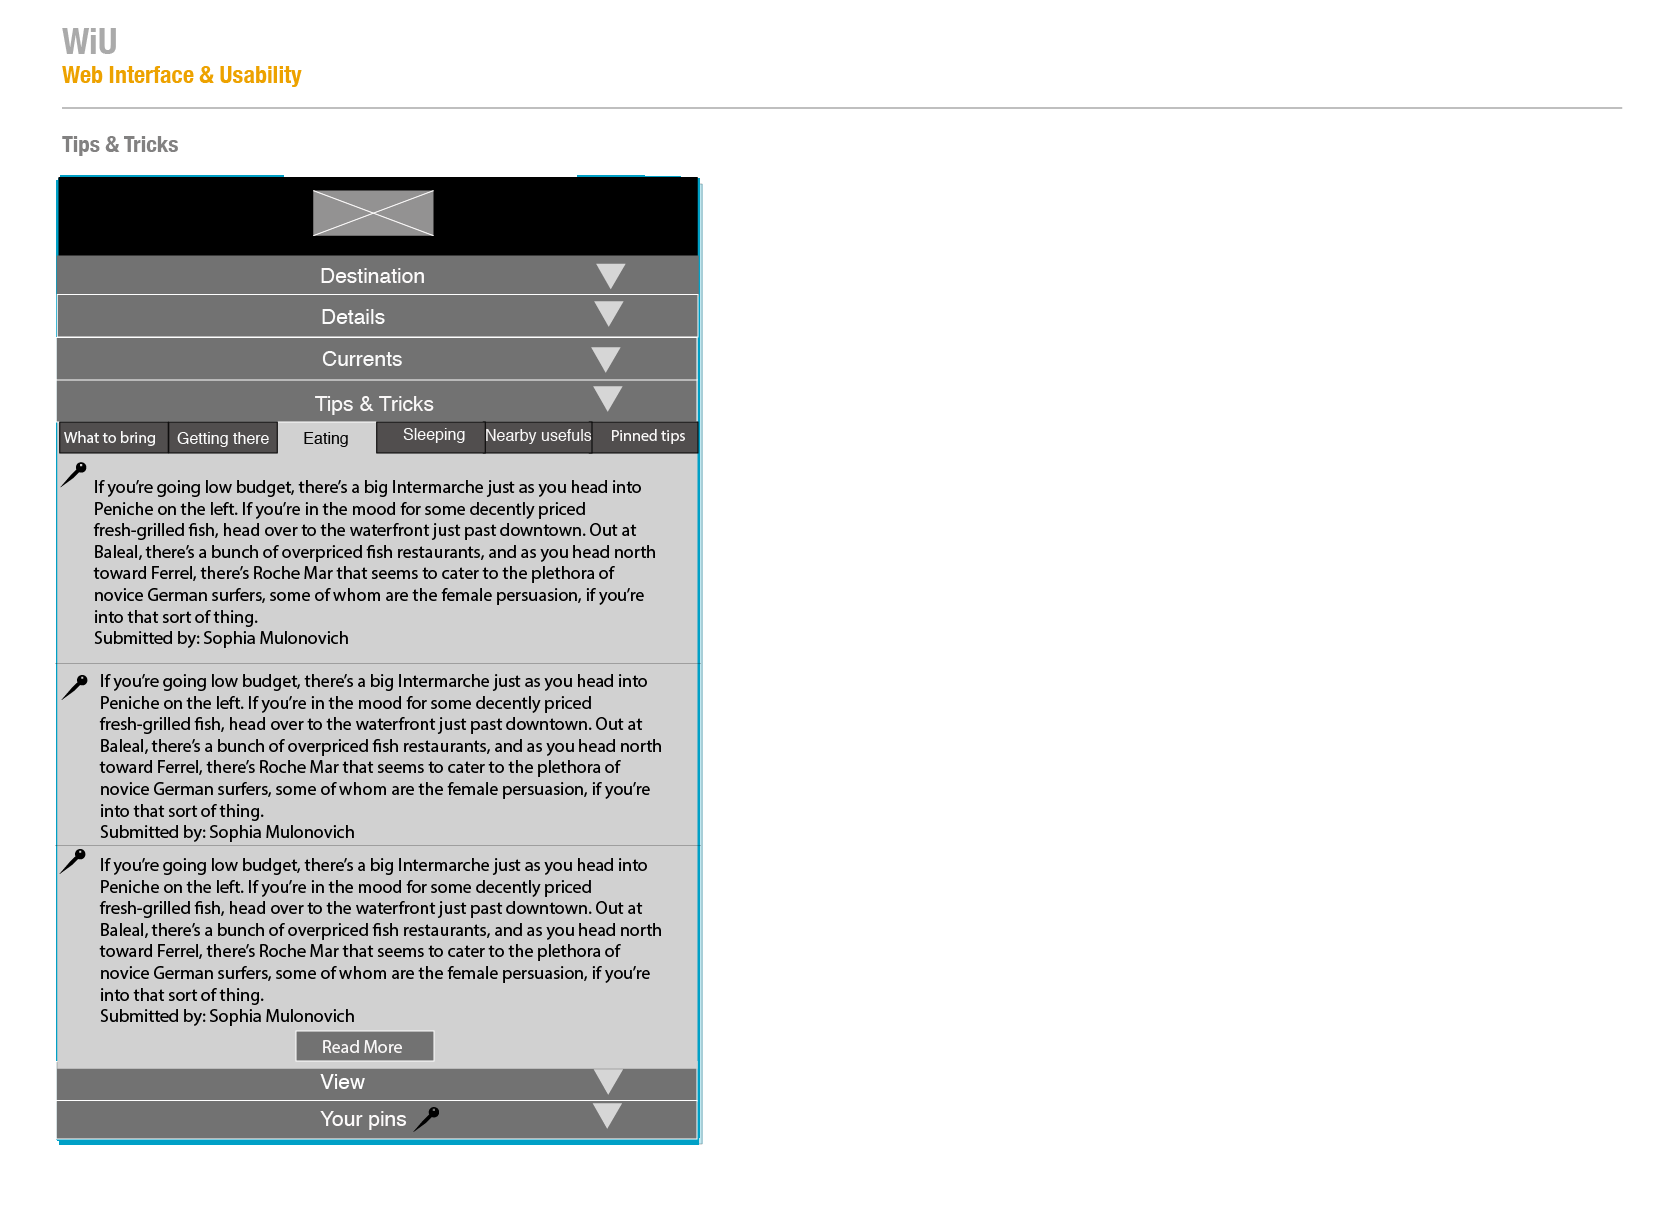 WiU
Web Interface & Usability
Tips & Tricks
Destination
Details
Currents
Tips & Tricks
What to bring Getting there Eating Sleeping Nearby usefuls Pinned tips
If you’re going low budget, there’s a big Intermarche just as you head into
Peniche on the left. If you’re in the mood for some decently priced
fresh-grilled fish, head over to the waterfront just past downtown. Out at
Baleal, there’s a bunch of overpriced fish restaurants, and as you head north
toward Ferrel, there’s Roche Mar that seems to cater to the plethora of
novice German surfers, some of whom are the female persuasion, if you’re
into that sort of thing.
Submitted by: Sophia Mulonovich
If you’re going low budget, there’s a big Intermarche just as you head into
Peniche on the left. If you’re in the mood for some decently priced
fresh-grilled fish, head over to the waterfront just past downtown. Out at
Baleal, there’s a bunch of overpriced fish restaurants, and as you head north
toward Ferrel, there’s Roche Mar that seems to cater to the plethora of
novice German surfers, some of whom are the female persuasion, if you’re
into that sort of thing.
Submitted by: Sophia Mulonovich
If you’re going low budget, there’s a big Intermarche just as you head into
Peniche on the left. If you’re in the mood for some decently priced
fresh-grilled fish, head over to the waterfront just past downtown. Out at
Baleal, there’s a bunch of overpriced fish restaurants, and as you head north
toward Ferrel, there’s Roche Mar that seems to cater to the plethora of
novice German surfers, some of whom are the female persuasion, if you’re
into that sort of thing.
Submitted by: Sophia Mulonovich
Read More
View
Your pins